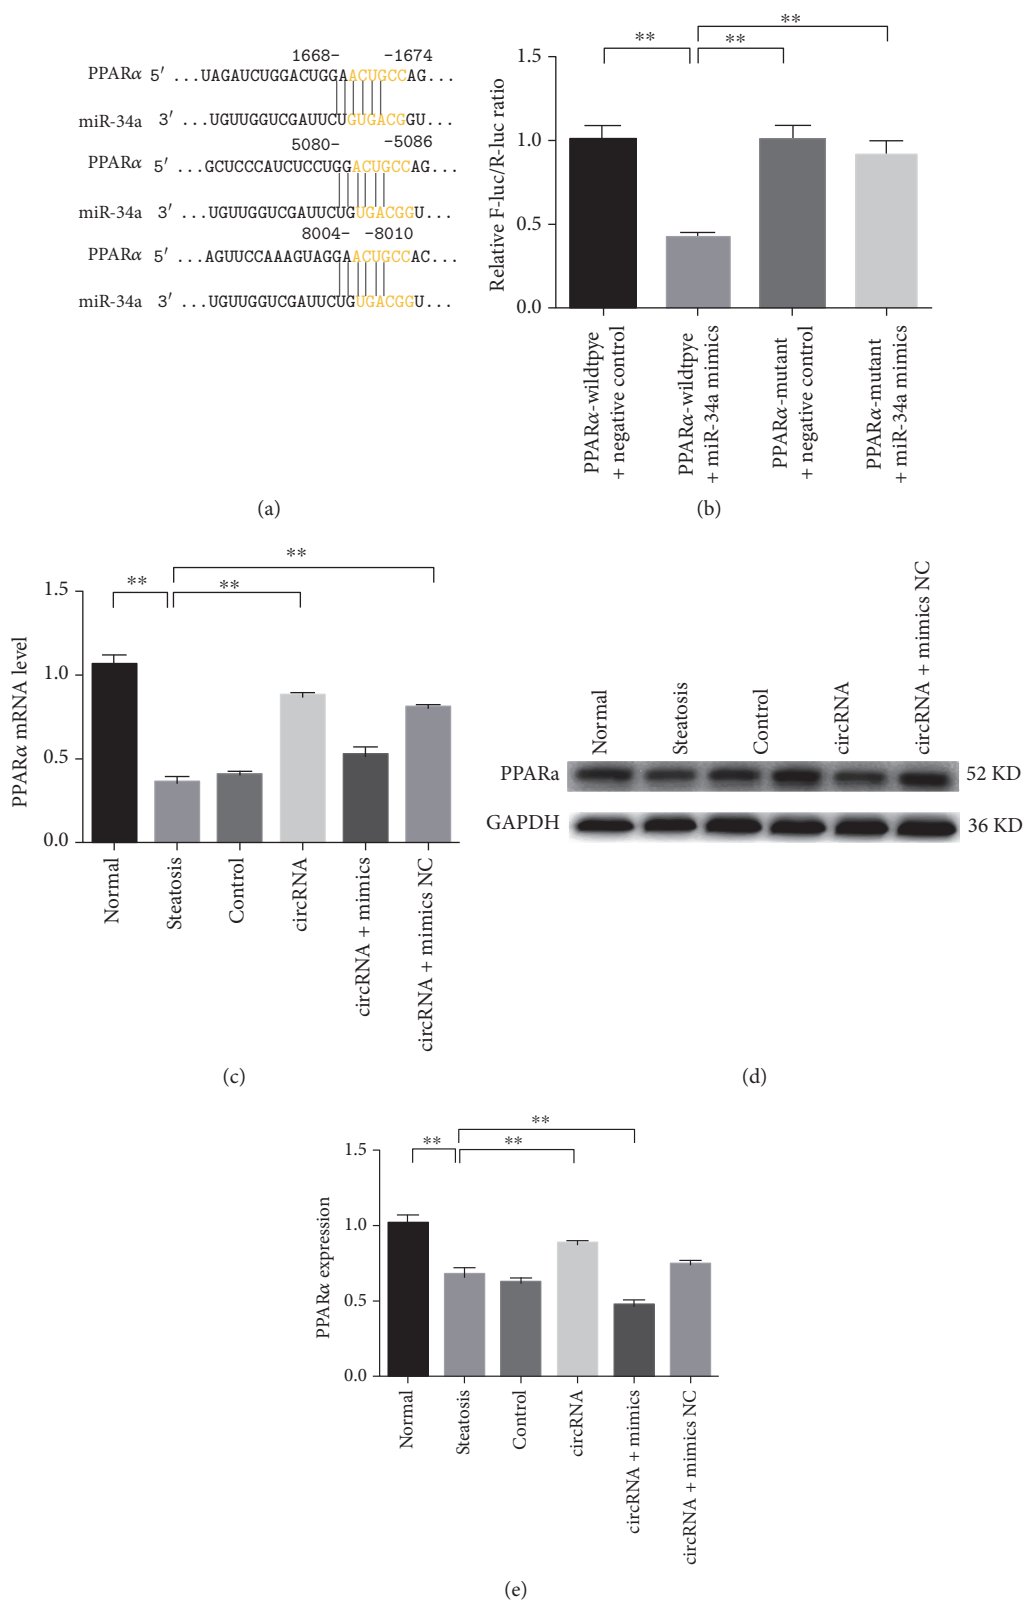 1668- -1674
PPARα 5′ ...UAGAUCUGGACUGGAACUGCCAG...
miR-34a 3′ ...UGUUGGUCGAUUCUGUGACGGU...
5080- -5086
PPARα 5′ ...GCUCCCAUCUCCUGGACUGCCAG...
miR-34a 3′ ...UGUUGGUCGAUUCUGUGACGGU...
8004- -8010
PPARα 5′ ...AGUUCCAAAGUAGGAACUGCCAC...
miR-34a 3′ ...UGUUGGUCGAUUCUGUGACGGU...
(a)
**
** **
Relative F-luc/R-luc ratio
1.5
1.0
0.5
0.0
PPARα-wildtpye
+ negative control
PPARα-wildtpye
+ miR-34a mimics
PPARα-mutant
+ negative control
PPARα-mutant
+ miR-34a mimics
(b)
**
** **
PPARα mRNA level
1.5
1.0
0.5
0.0
Normal
Steatosis
Control
circRNA
circRNA + mimics
circRNA + mimics NC
(c)
Normal
Steatosis
Control
circRNA
circRNA + mimics NC
PPARa 52 KD
GAPDH 36 KD
(d)
**
** **
PPARα expression
1.5
1.0
0.5
0.0
Normal
Steatosis
Control
circRNA
circRNA + mimics
circRNA + mimics NC
(e)